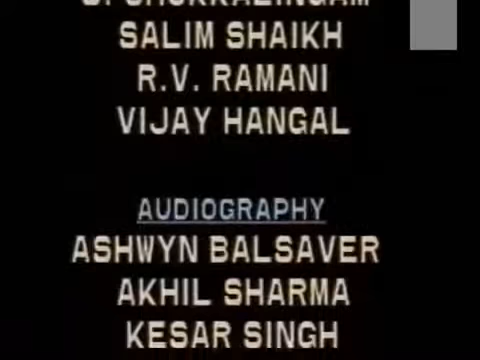 SALIM SHAIKH
R.V. RAMANI
VIJAY HANGAL
AUDIOGRAPHY
ASHWYN BALSAVER
AKHIL SHARMA
KESAR SINGH